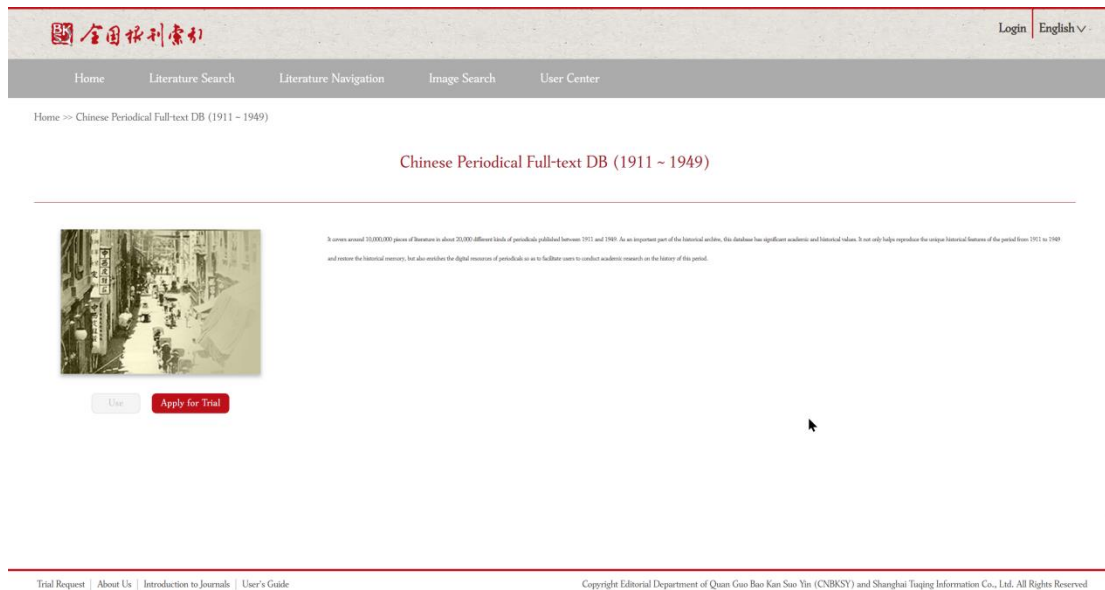 BKSY 全国报刊索引
Login English
Home Literature Search Literature Navigation Image Search User Center
Home >> Chinese Periodical Full-text DB (1911 ~ 1949)
Chinese Periodical Full-text DB (1911 ~ 1949)
It covers around 10,000,000 pieces of literature in about 20,000 different kinds of periodicals published between 1911 and 1949. As an important part of the historical archive, this database has significant academic and historical values. It not only helps reproduce the unique historical features of the period from 1911 to 1949
and restore the historical memory, but also enriches the digital resources of periodicals so as to facilitate users to conduct academic research on the history of this period.
Use Apply for Trial
Trial Request | About Us | Introduction to Journals | User's Guide
Copyright Editorial Department of Quan Guo Bao Kan Suo Yin (CNBKSY) and Shanghai Tuqing Information Co., Ltd. All Rights Reserved